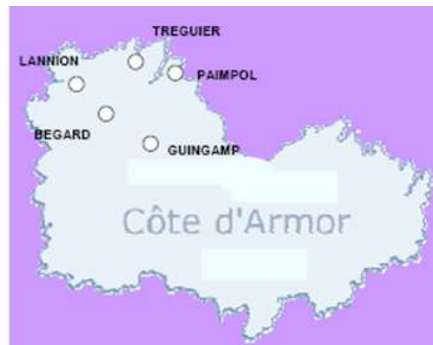 TREGUIER
LANNION
PAIMPOL
BEGARD
GUINGAMP
Côte d'Armor